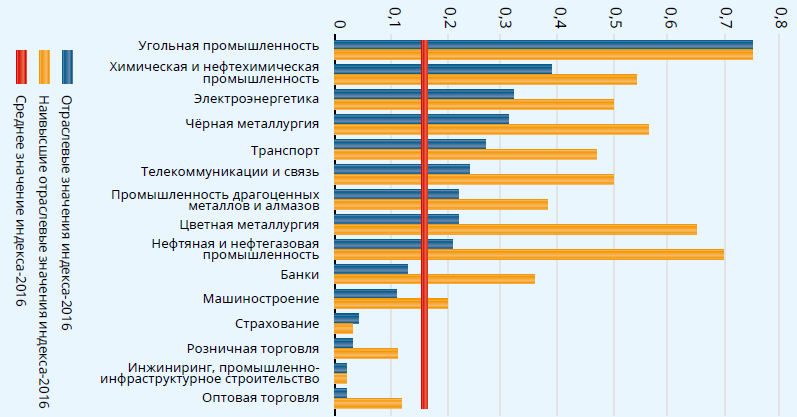 0
0,1
0,2
0,3
0,4
0,5
0,6
0,7
0,8
Угольная промышленность
Химическая и нефтехимическая
промышленность
Электроэнергетика
Чёрная металлургия
Транспорт
Телекоммуникации и связь
Промышленность драгоценных
металлов и алмазов
Цветная металлургия
Нефтяная и нефтегазовая
промышленность
Банки
Машиностроение
Страхование
Розничная торговля
Инжиниринг, промышленно-
инфраструктурное строительство
Оптовая торговля
Отраслевые значения индекса-2016
Наивысшие отраслевые значения индекса-2016
Среднее значение индекса-2016